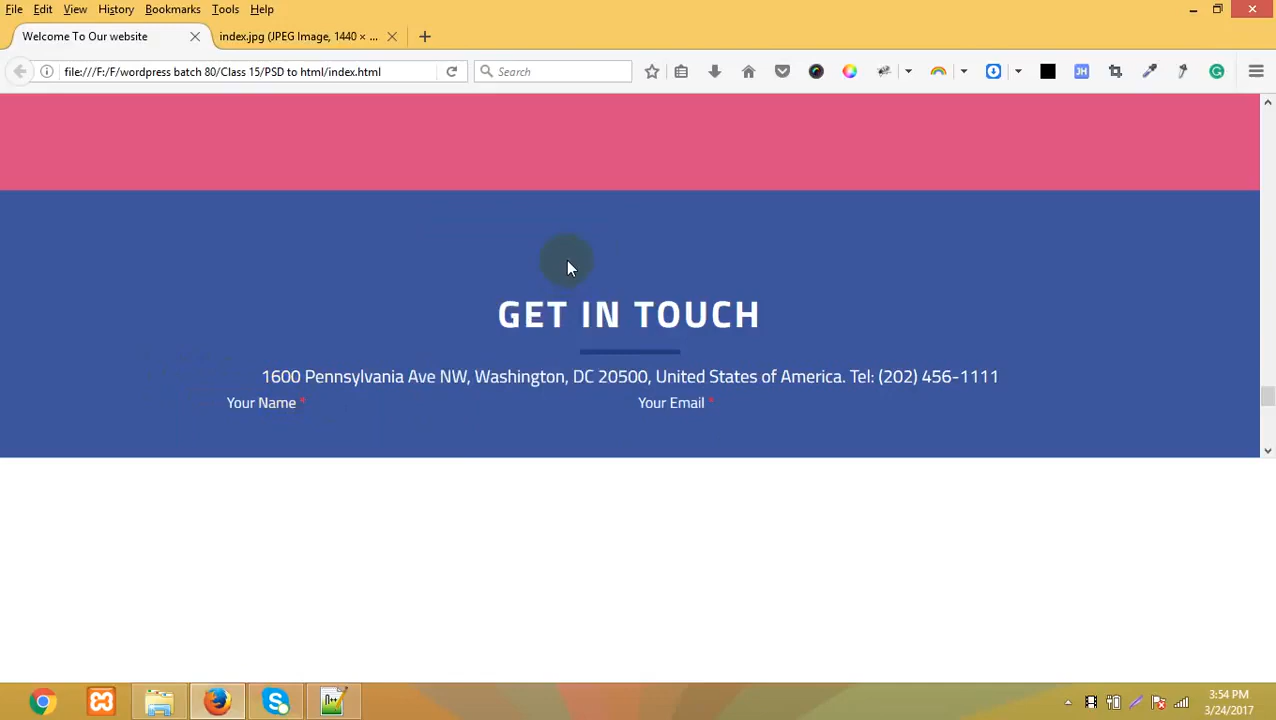 File Edit View History Bookmarks Tools Help
Welcome To Our website
index.jpg (JPEG Image, 1440 × ...
file:///F:/F/wordpress batch 80/Class 15/PSD to html/index.html
Search
JH
GET IN TOUCH
1600 Pennsylvania Ave NW, Washington, DC 20500, United States of America. Tel: (202) 456-1111
Your Name *
Your Email *
3:54 PM
3/24/2017